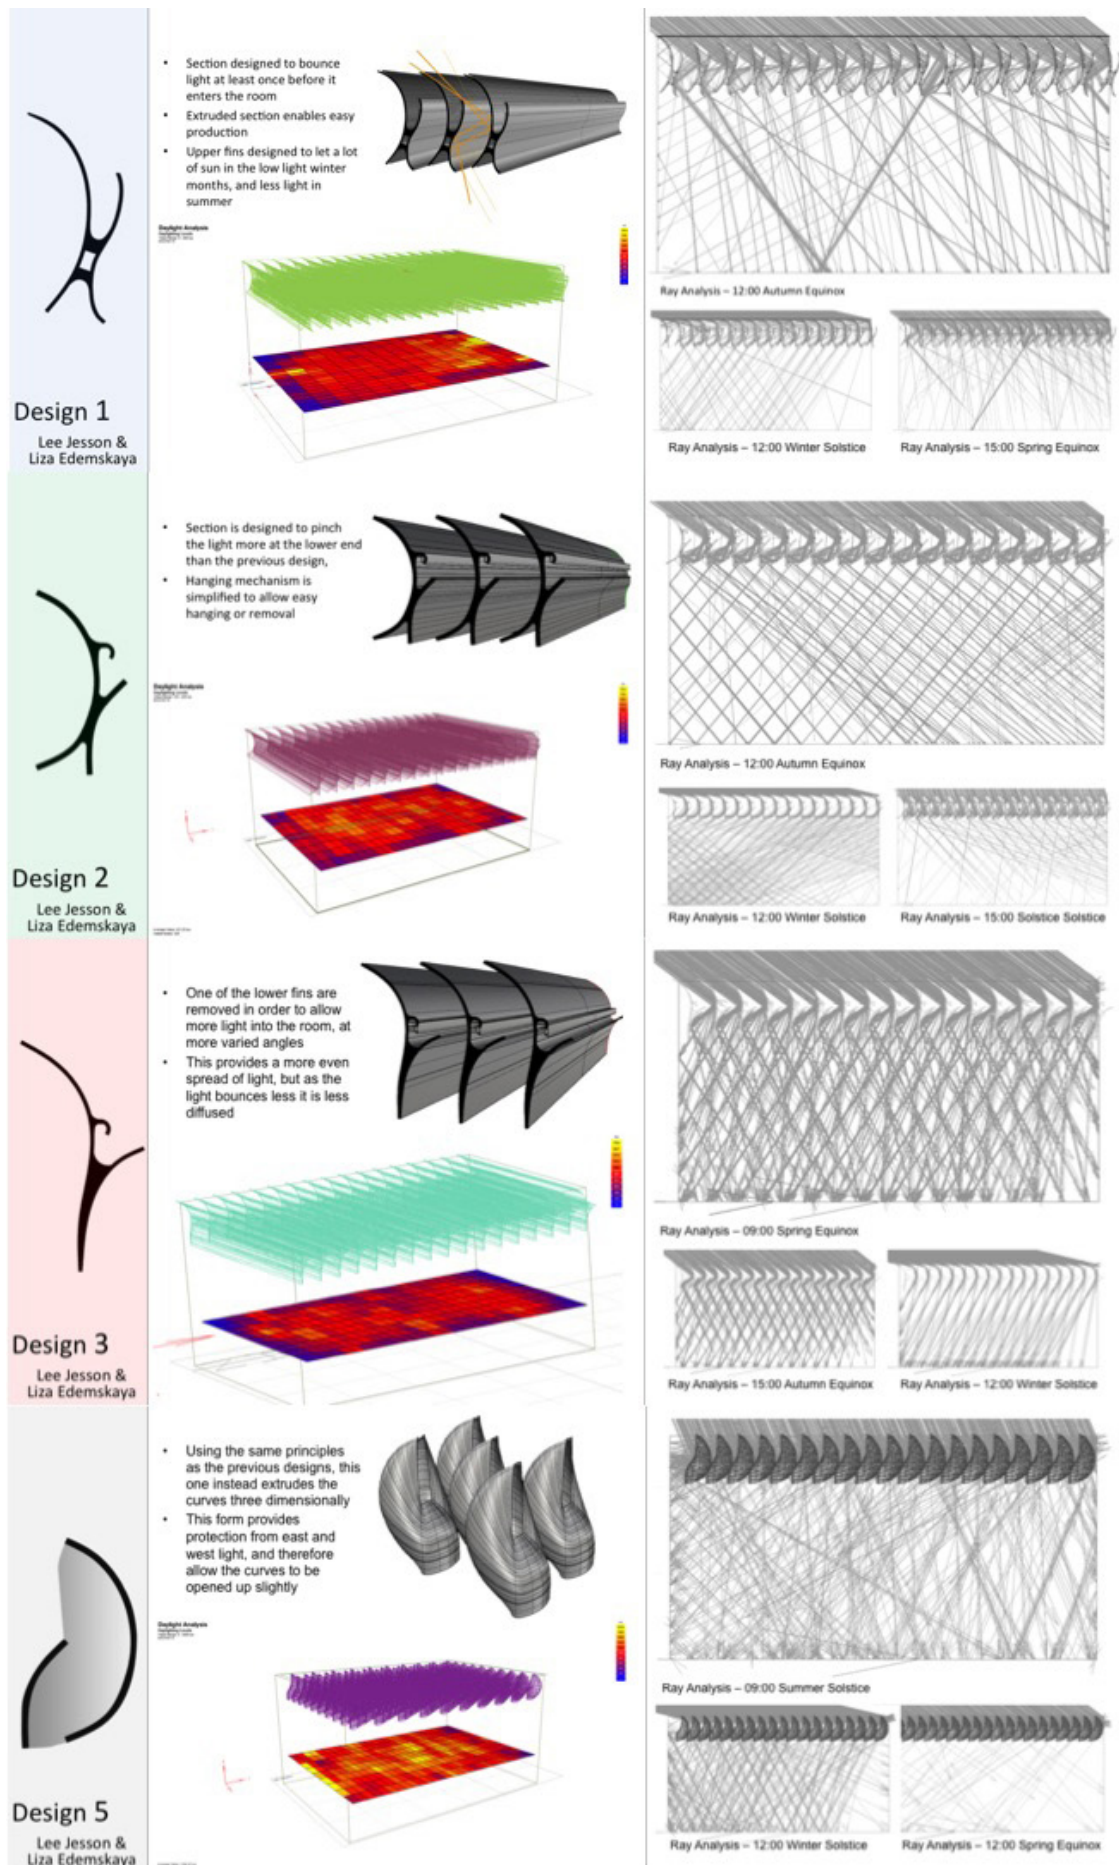 Design 1
Lee Jesson &
Liza Edemskaya
• Section designed to bounce
light at least once before it
enters the room
• Extruded section enables easy
production
• Upper fins designed to let a lot
of sun in the low light winter
months, and less light in
summer
Daylight Analysis
Ray Analysis – 12:00 Autumn Equinox
Ray Analysis – 12:00 Winter Solstice
Ray Analysis – 15:00 Spring Equinox
Design 2
Lee Jesson &
Liza Edemskaya
• Section is designed to pinch
the light more at the lower end
than the previous design,
• Hanging mechanism is
simplified to allow easy
hanging or removal
Daylight Analysis
Ray Analysis – 12:00 Autumn Equinox
Ray Analysis – 12:00 Winter Solstice
Ray Analysis – 15:00 Solstice Solstice
Design 3
Lee Jesson &
Liza Edemskaya
• One of the lower fins are
removed in order to allow
more light into the room, at
more varied angles
• This provides a more even
spread of light, but as the
light bounces less it is less
diffused
Ray Analysis – 09:00 Spring Equinox
Ray Analysis – 15:00 Autumn Equinox
Ray Analysis – 12:00 Winter Solstice
Design 5
Lee Jesson &
Liza Edemskaya
• Using the same principles
as the previous designs, this
one instead extrudes the
curves three dimensionally
• This form provides
protection from east and
west light, and therefore
allow the curves to be
opened up slightly
Daylight Analysis
Ray Analysis – 09:00 Summer Solstice
Ray Analysis – 12:00 Winter Solstice
Ray Analysis – 12:00 Spring Equinox